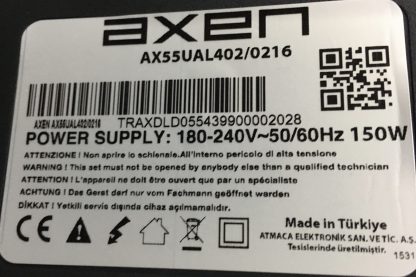 axen
AX55UAL402/0216
AXEN AX55UAL402/0216
TRAXDLD055439900002028
POWER SUPPLY: 180-240V~50/60Hz 150W
ATTENZIONE ! Non aprire lo schienale.All'interno pericolo di alta tensione
WARNING ! This set must not be opened by anybody else than a qualified technician
ATTENTION ! L'appareil ne doit être ouvert que par un spécialiste
ACHTUNG ! Das Gerst darf nur vom Fachmann geöffnet warden
DİKKAT ! Yetkili servis dışında cihaz açılmamalıdır.
CE
Made in Türkiye
ATMACA ELEKTRONİK SAN.VE TİC. A.S.
Tesislerinde üretilmiştir.
1531